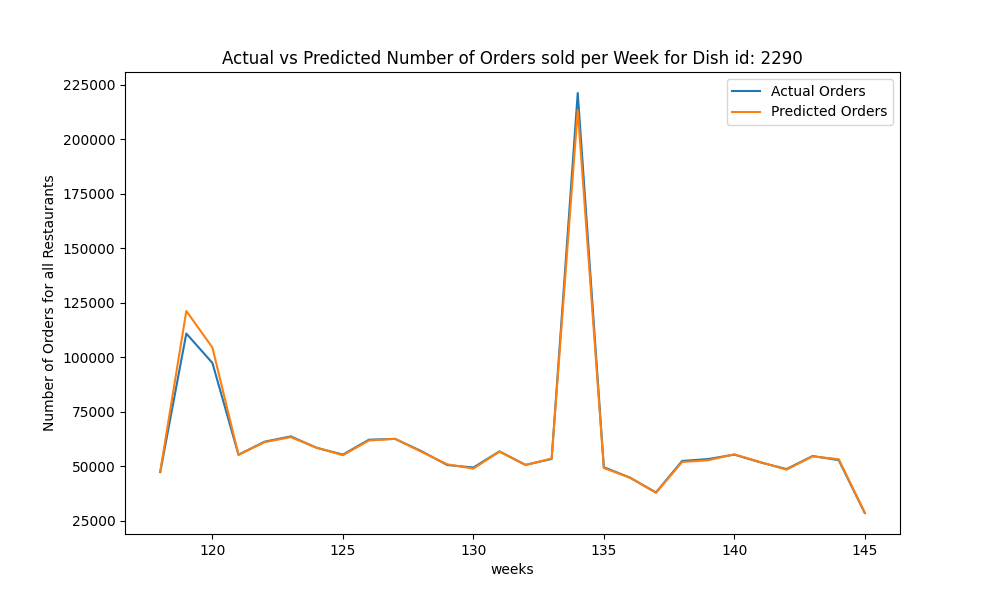 Actual vs Predicted Number of Orders sold per Week for Dish id: 2290
Actual Orders
Predicted Orders
Number of Orders for all Restaurants
225000
200000
175000
150000
125000
100000
75000
50000
25000
120 125 130 135 140 145
weeks